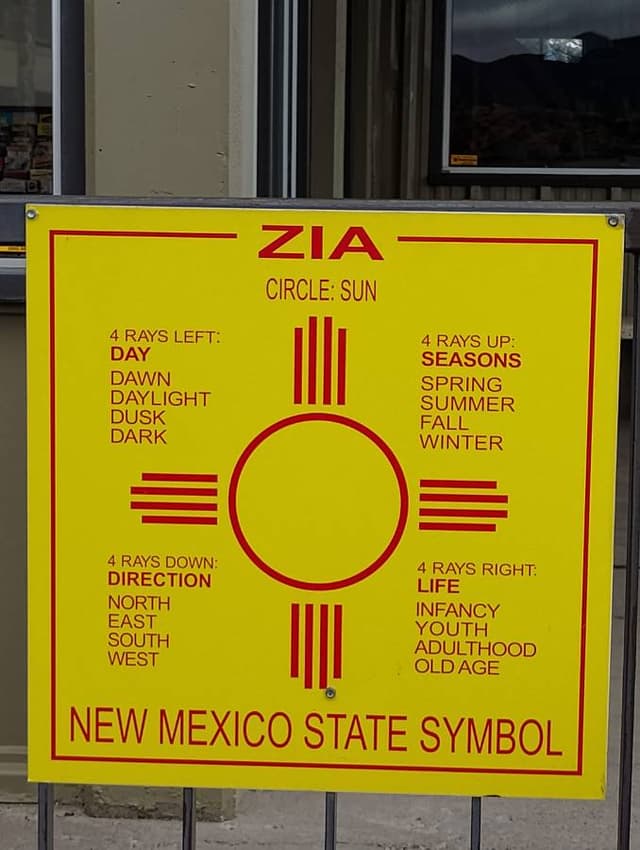 ZIA
CIRCLE: SUN
4 RAYS LEFT:
DAY
DAWN
DAYLIGHT
DUSK
DARK
4 RAYS UP:
SEASONS
SPRING
SUMMER
FALL
WINTER
4 RAYS DOWN:
DIRECTION
NORTH
EAST
SOUTH
WEST
4 RAYS RIGHT:
LIFE
INFANCY
YOUTH
ADULTHOOD
OLD AGE
NEW MEXICO STATE SYMBOL